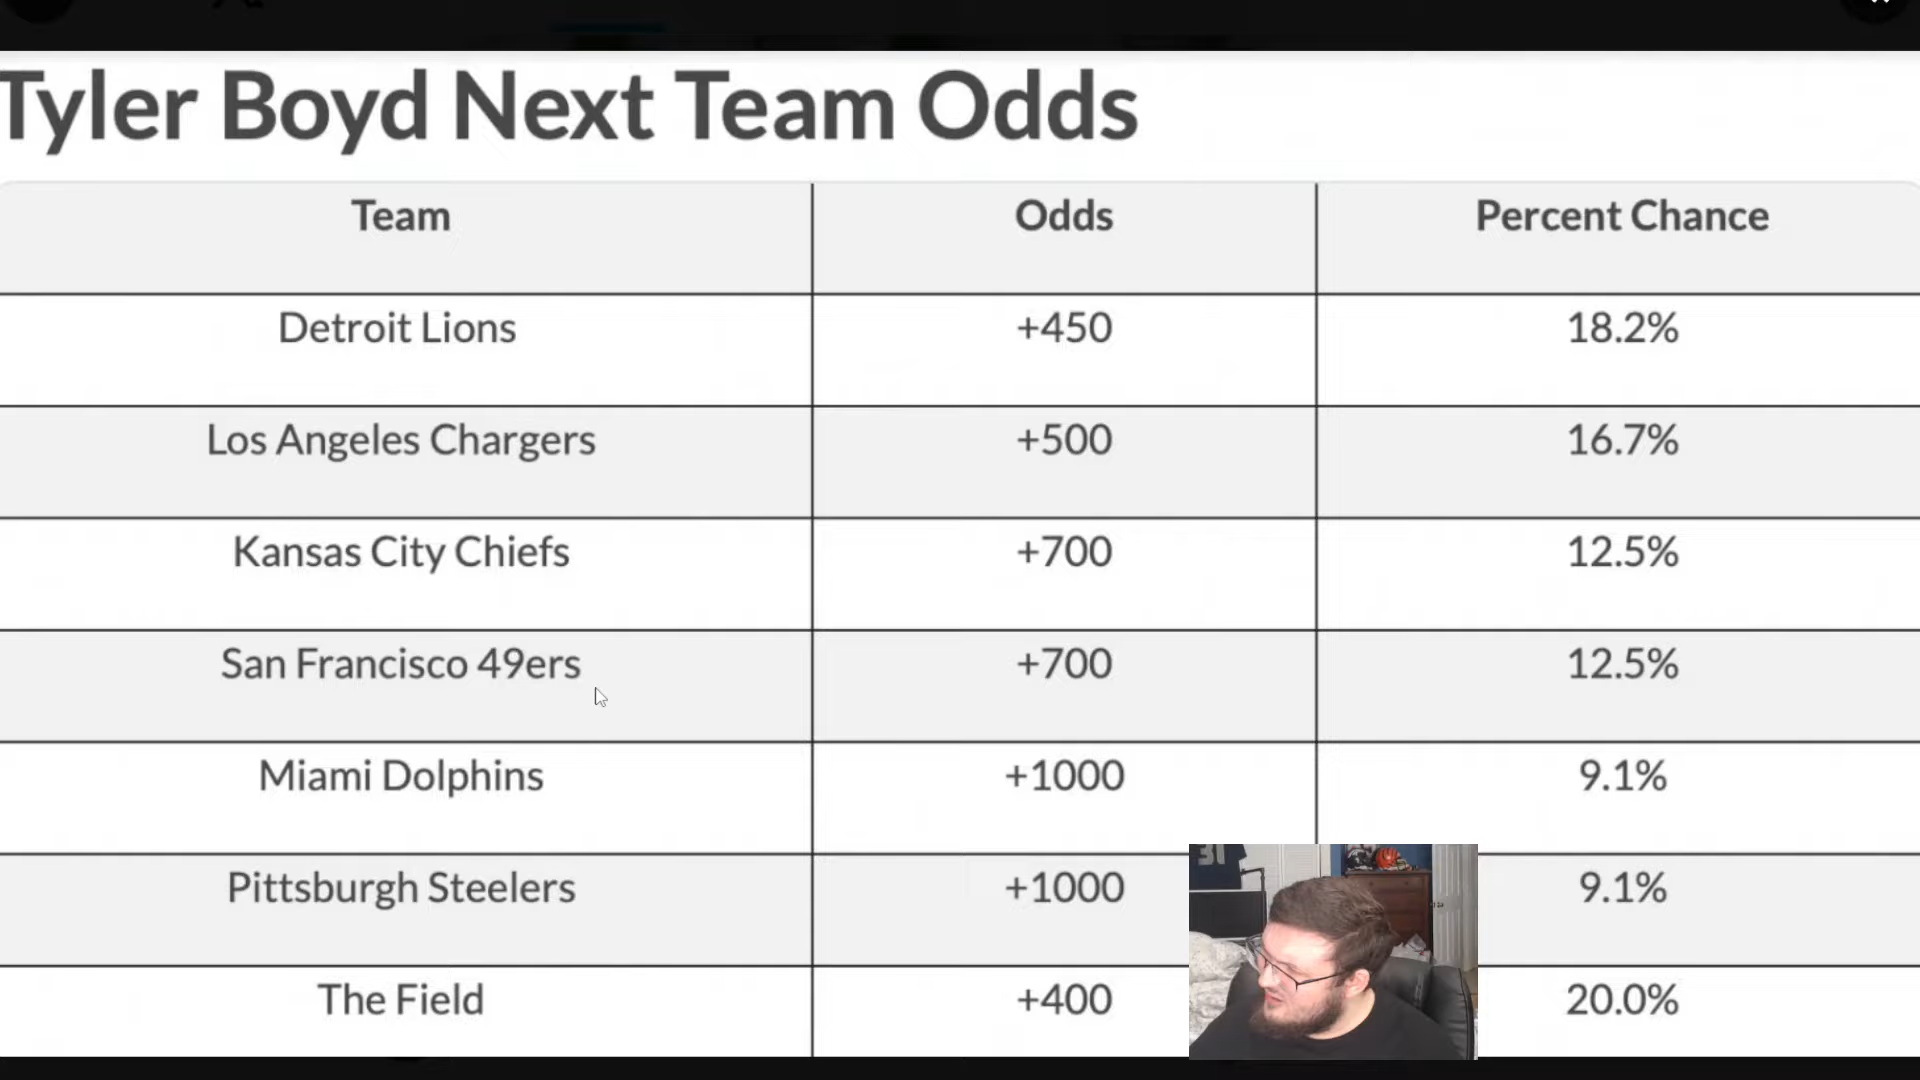 Tyler Boyd Next Team Odds
Team Odds Percent Chance
Detroit Lions +450 18.2%
Los Angeles Chargers +500 16.7%
Kansas City Chiefs +700 12.5%
San Francisco 49ers +700 12.5%
Miami Dolphins +1000 9.1%
Pittsburgh Steelers +1000 9.1%
The Field +400 20.0%
31